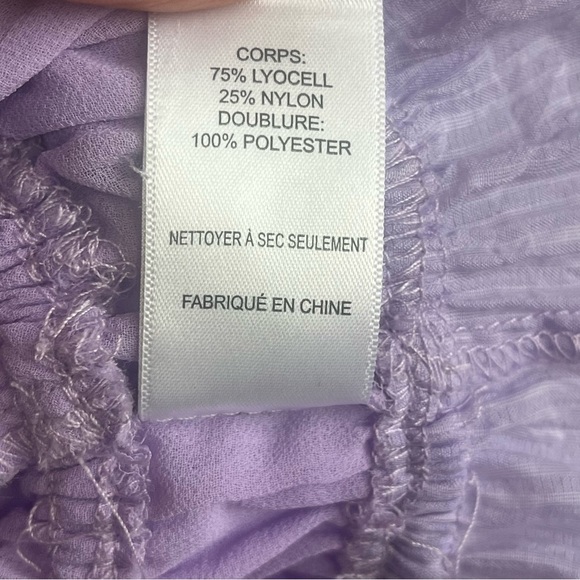 CORPS:
75% LYOCELL
25% NYLON
DOUBLURE:
100% POLYESTER
NETTOYER À SEC SEULEMENT
FABRIQUÉ EN CHINE